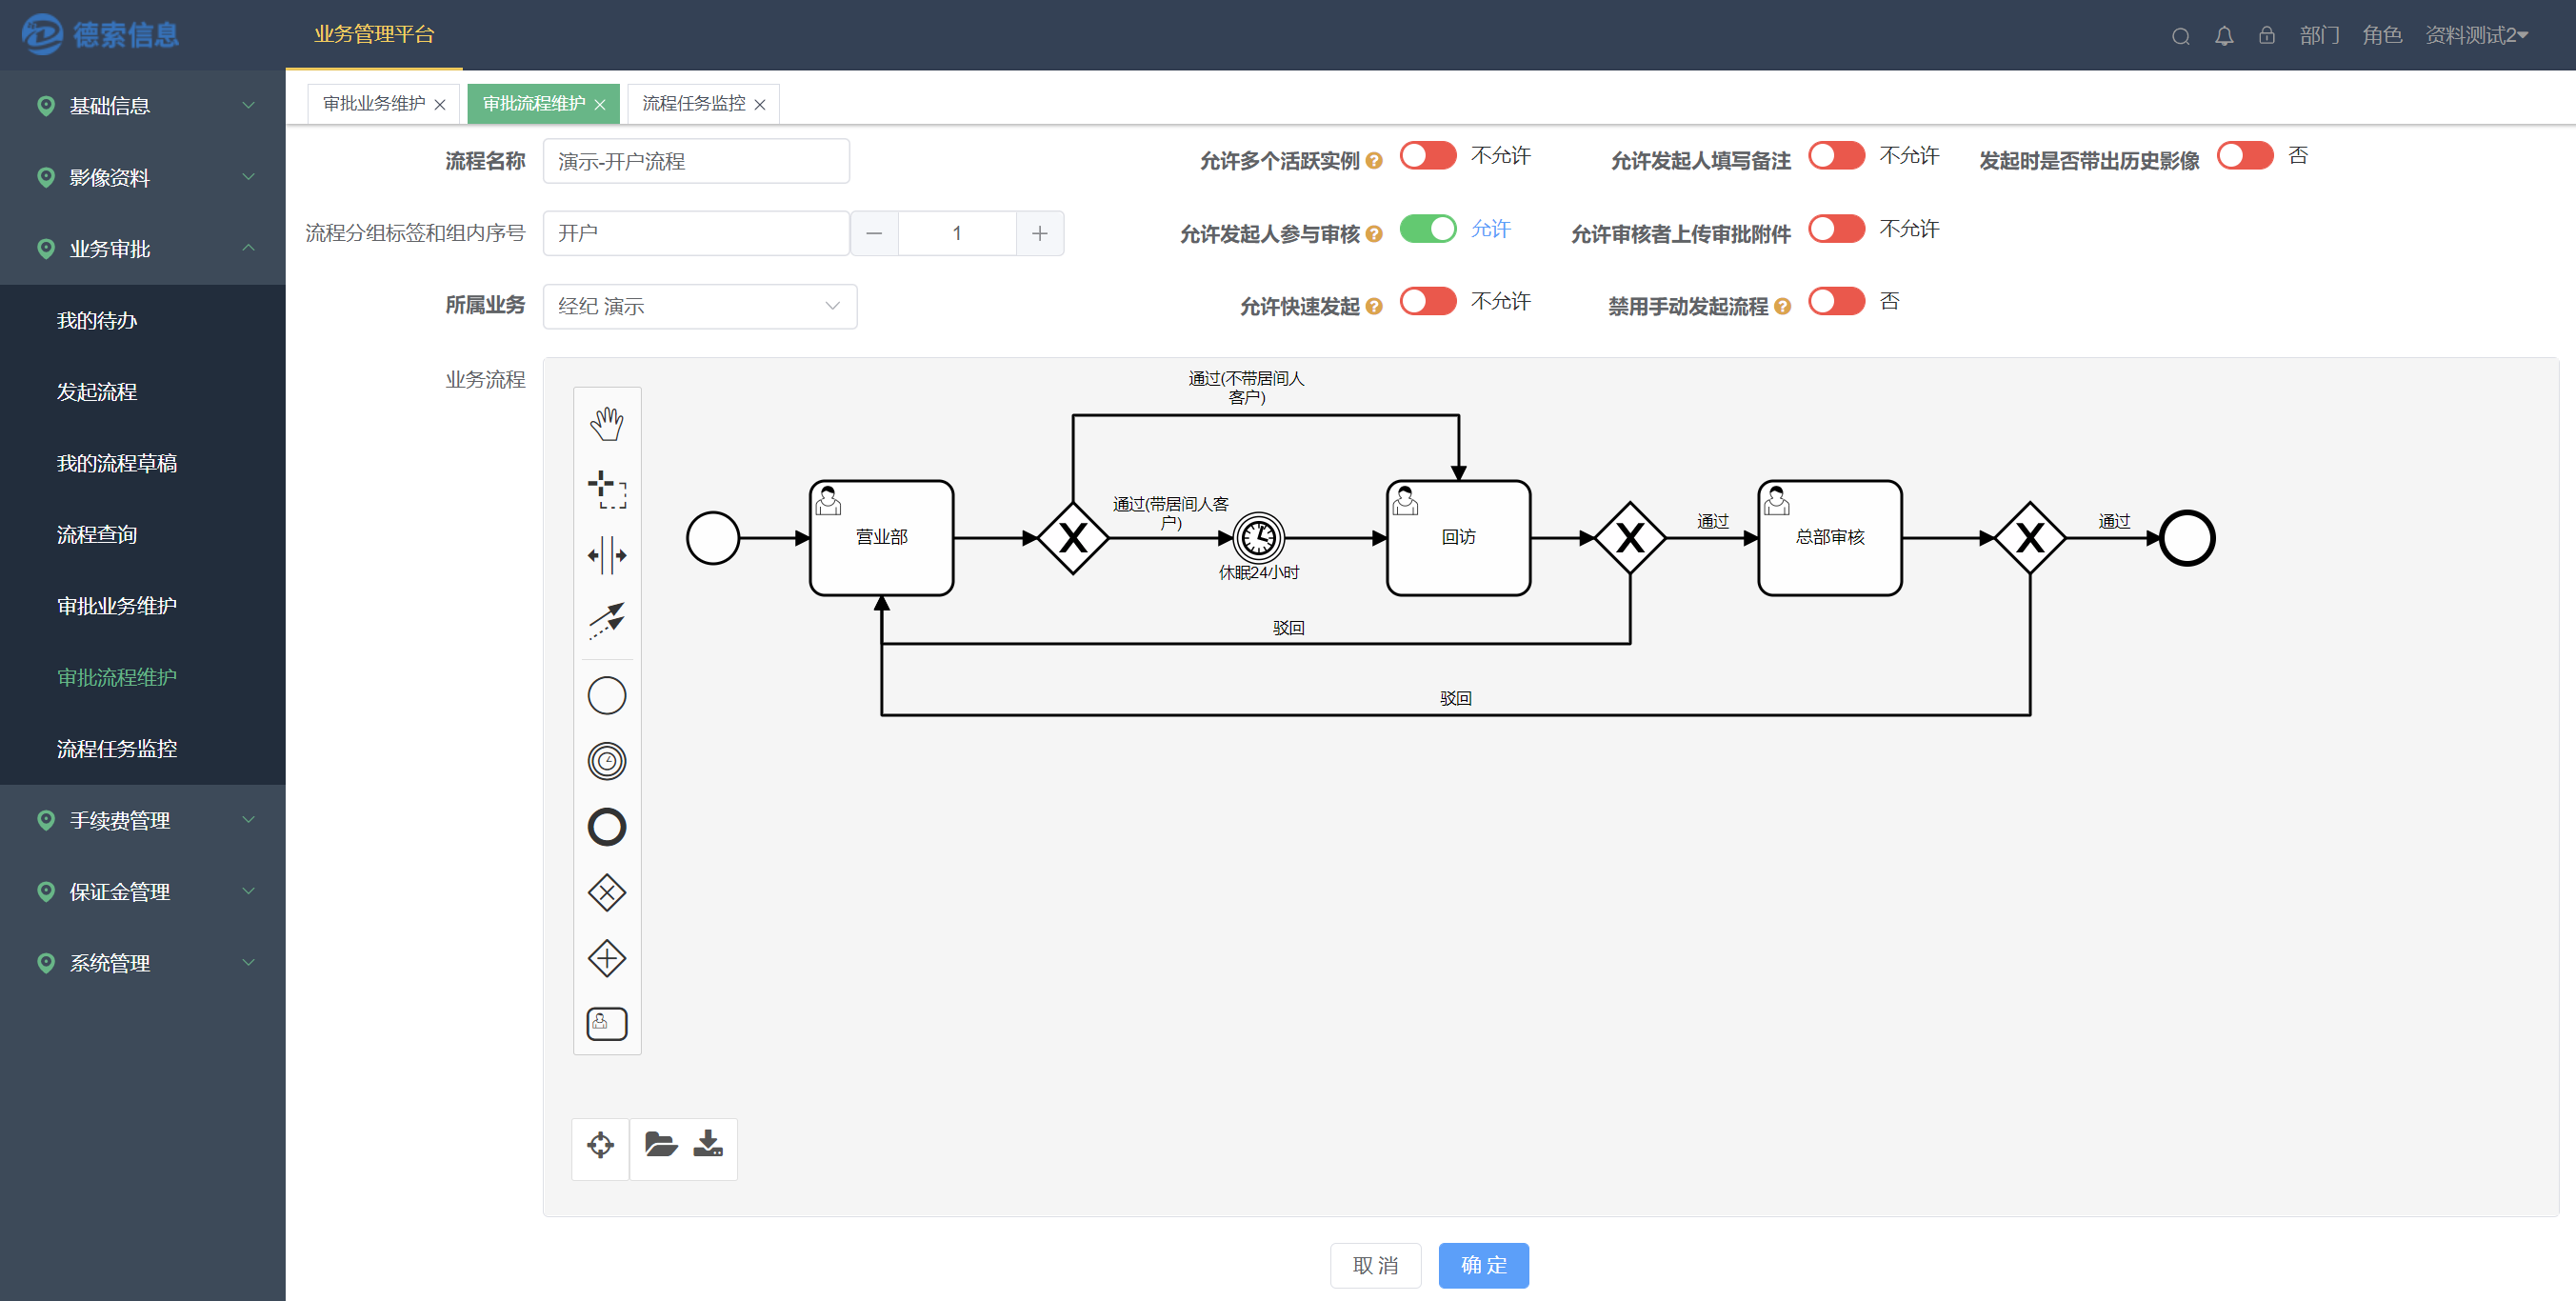 德索信息
业务管理平台
部门 角色 资料测试2
基础信息
影像资料
业务审批
我的待办
发起流程
我的流程草稿
流程查询
审批业务维护
审批流程维护
流程任务监控
手续费管理
保证金管理
系统管理
审批业务维护 审批流程维护 流程任务监控
流程名称 演示-开户流程 允许多个活跃实例 不允许 允许发起人填写备注 不允许 发起时是否带出历史影像 否
流程分组标签和组内序号 开户 1 允许发起人参与审核 允许 允许审核者上传审批附件 不允许
所属业务 经纪 演示 允许快速发起 不允许 禁用手动发起流程 否
业务流程
通过(不带居间人
客户)
通过(带居间人客
户)
营业部
休眠24小时
回访
通过
总部审核
通过
驳回
驳回
取 消 确 定